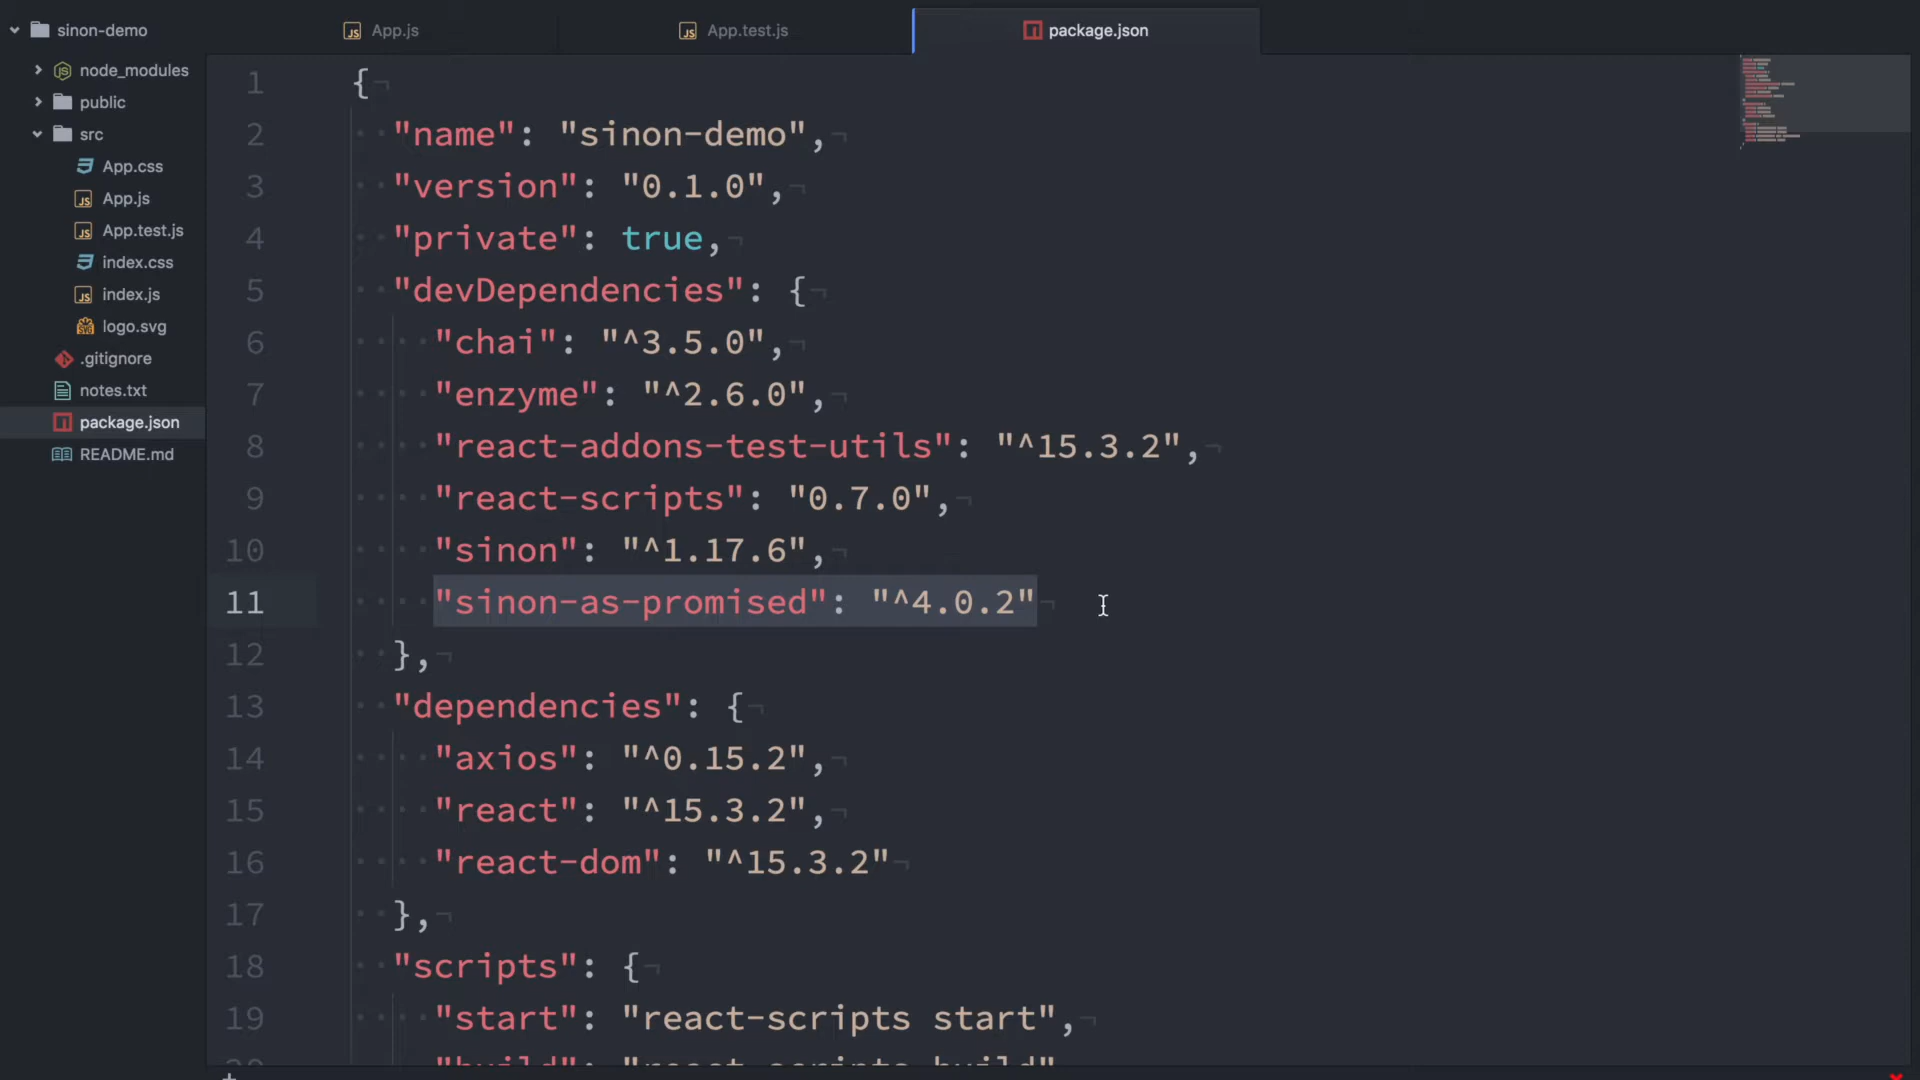 sinon-demo
node_modules
public
src
App.css
App.js
App.test.js
index.css
index.js
logo.svg
.gitignore
notes.txt
package.json
README.md
App.js
App.test.js
package.json
1 {
2 "name": "sinon-demo",
3 "version": "0.1.0",
4 "private": true,
5 "devDependencies": {
6 "chai": "^3.5.0",
7 "enzyme": "^2.6.0",
8 "react-addons-test-utils": "^15.3.2",
9 "react-scripts": "0.7.0",
10 "sinon": "^1.17.6",
11 "sinon-as-promised": "^4.0.2"
12 },
13 "dependencies": {
14 "axios": "^0.15.2",
15 "react": "^15.3.2",
16 "react-dom": "^15.3.2"
17 },
18 "scripts": {
19 "start": "react-scripts start",
20 "build": "react-scripts build"